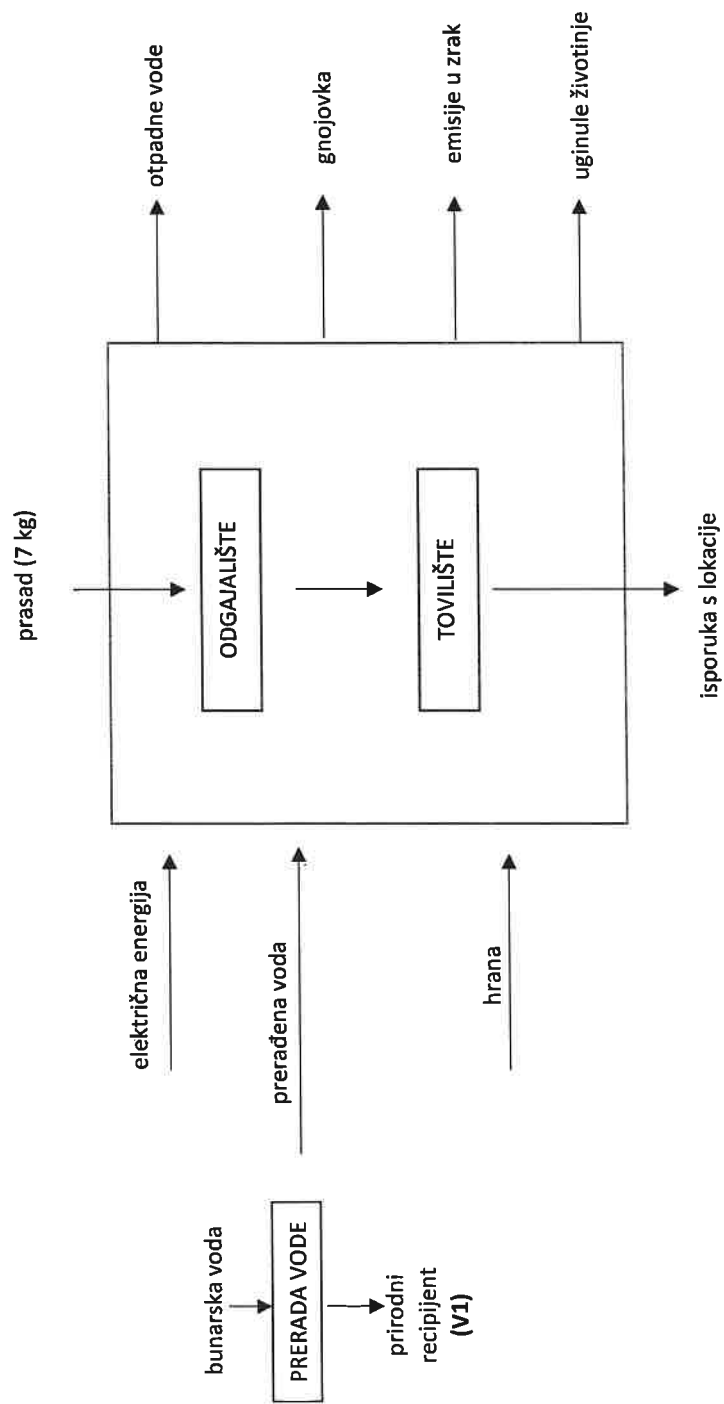 prasad (7 kg)
električna energija
prerađena voda
hrana
bunarska voda
PRERADA VODE
prirodni
recipijent
(V1)
ODGAJALIŠTE
TOVILIŠTE
isporuka s lokacije
otpadne vode
gnojovka
emisije u zrak
uginule životinje